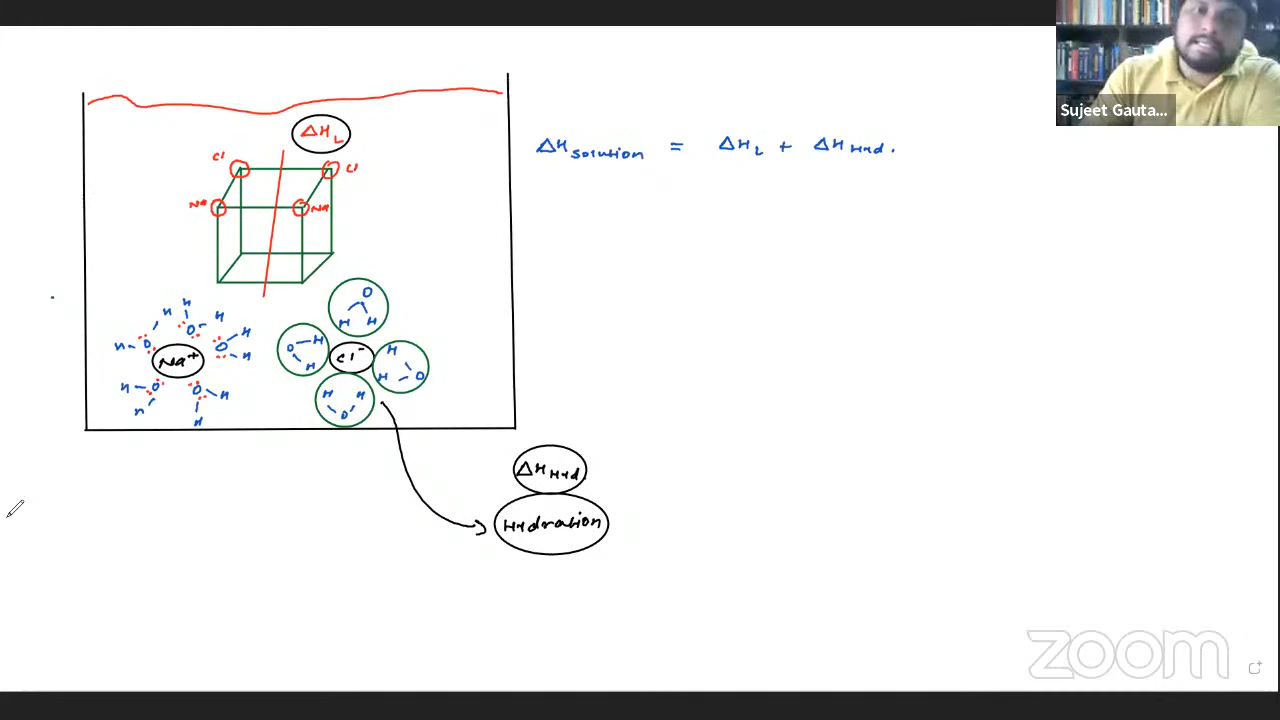 Sujeet Gauta...
ΔH_L
ΔH_solution = ΔH_L + ΔH_Hyd.
Cl Cl
Na Na
H H H
H O O O H
H
Na+
H O O H
H H
O
H H
O H
H
Cl-
H
H O
H H
O
ΔH_Hyd.
Hydration
zoom